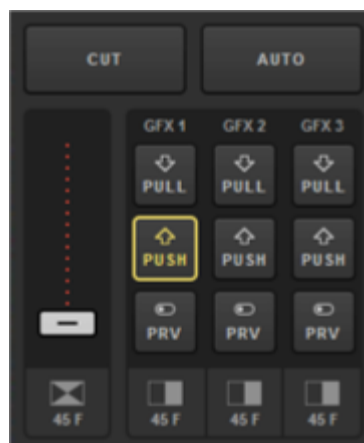 CUT AUTO
GFX 1 GFX 2 GFX 3
PULL PULL PULL
PUSH PUSH PUSH
PRV PRV PRV
45 F 45 F 45 F 45 F